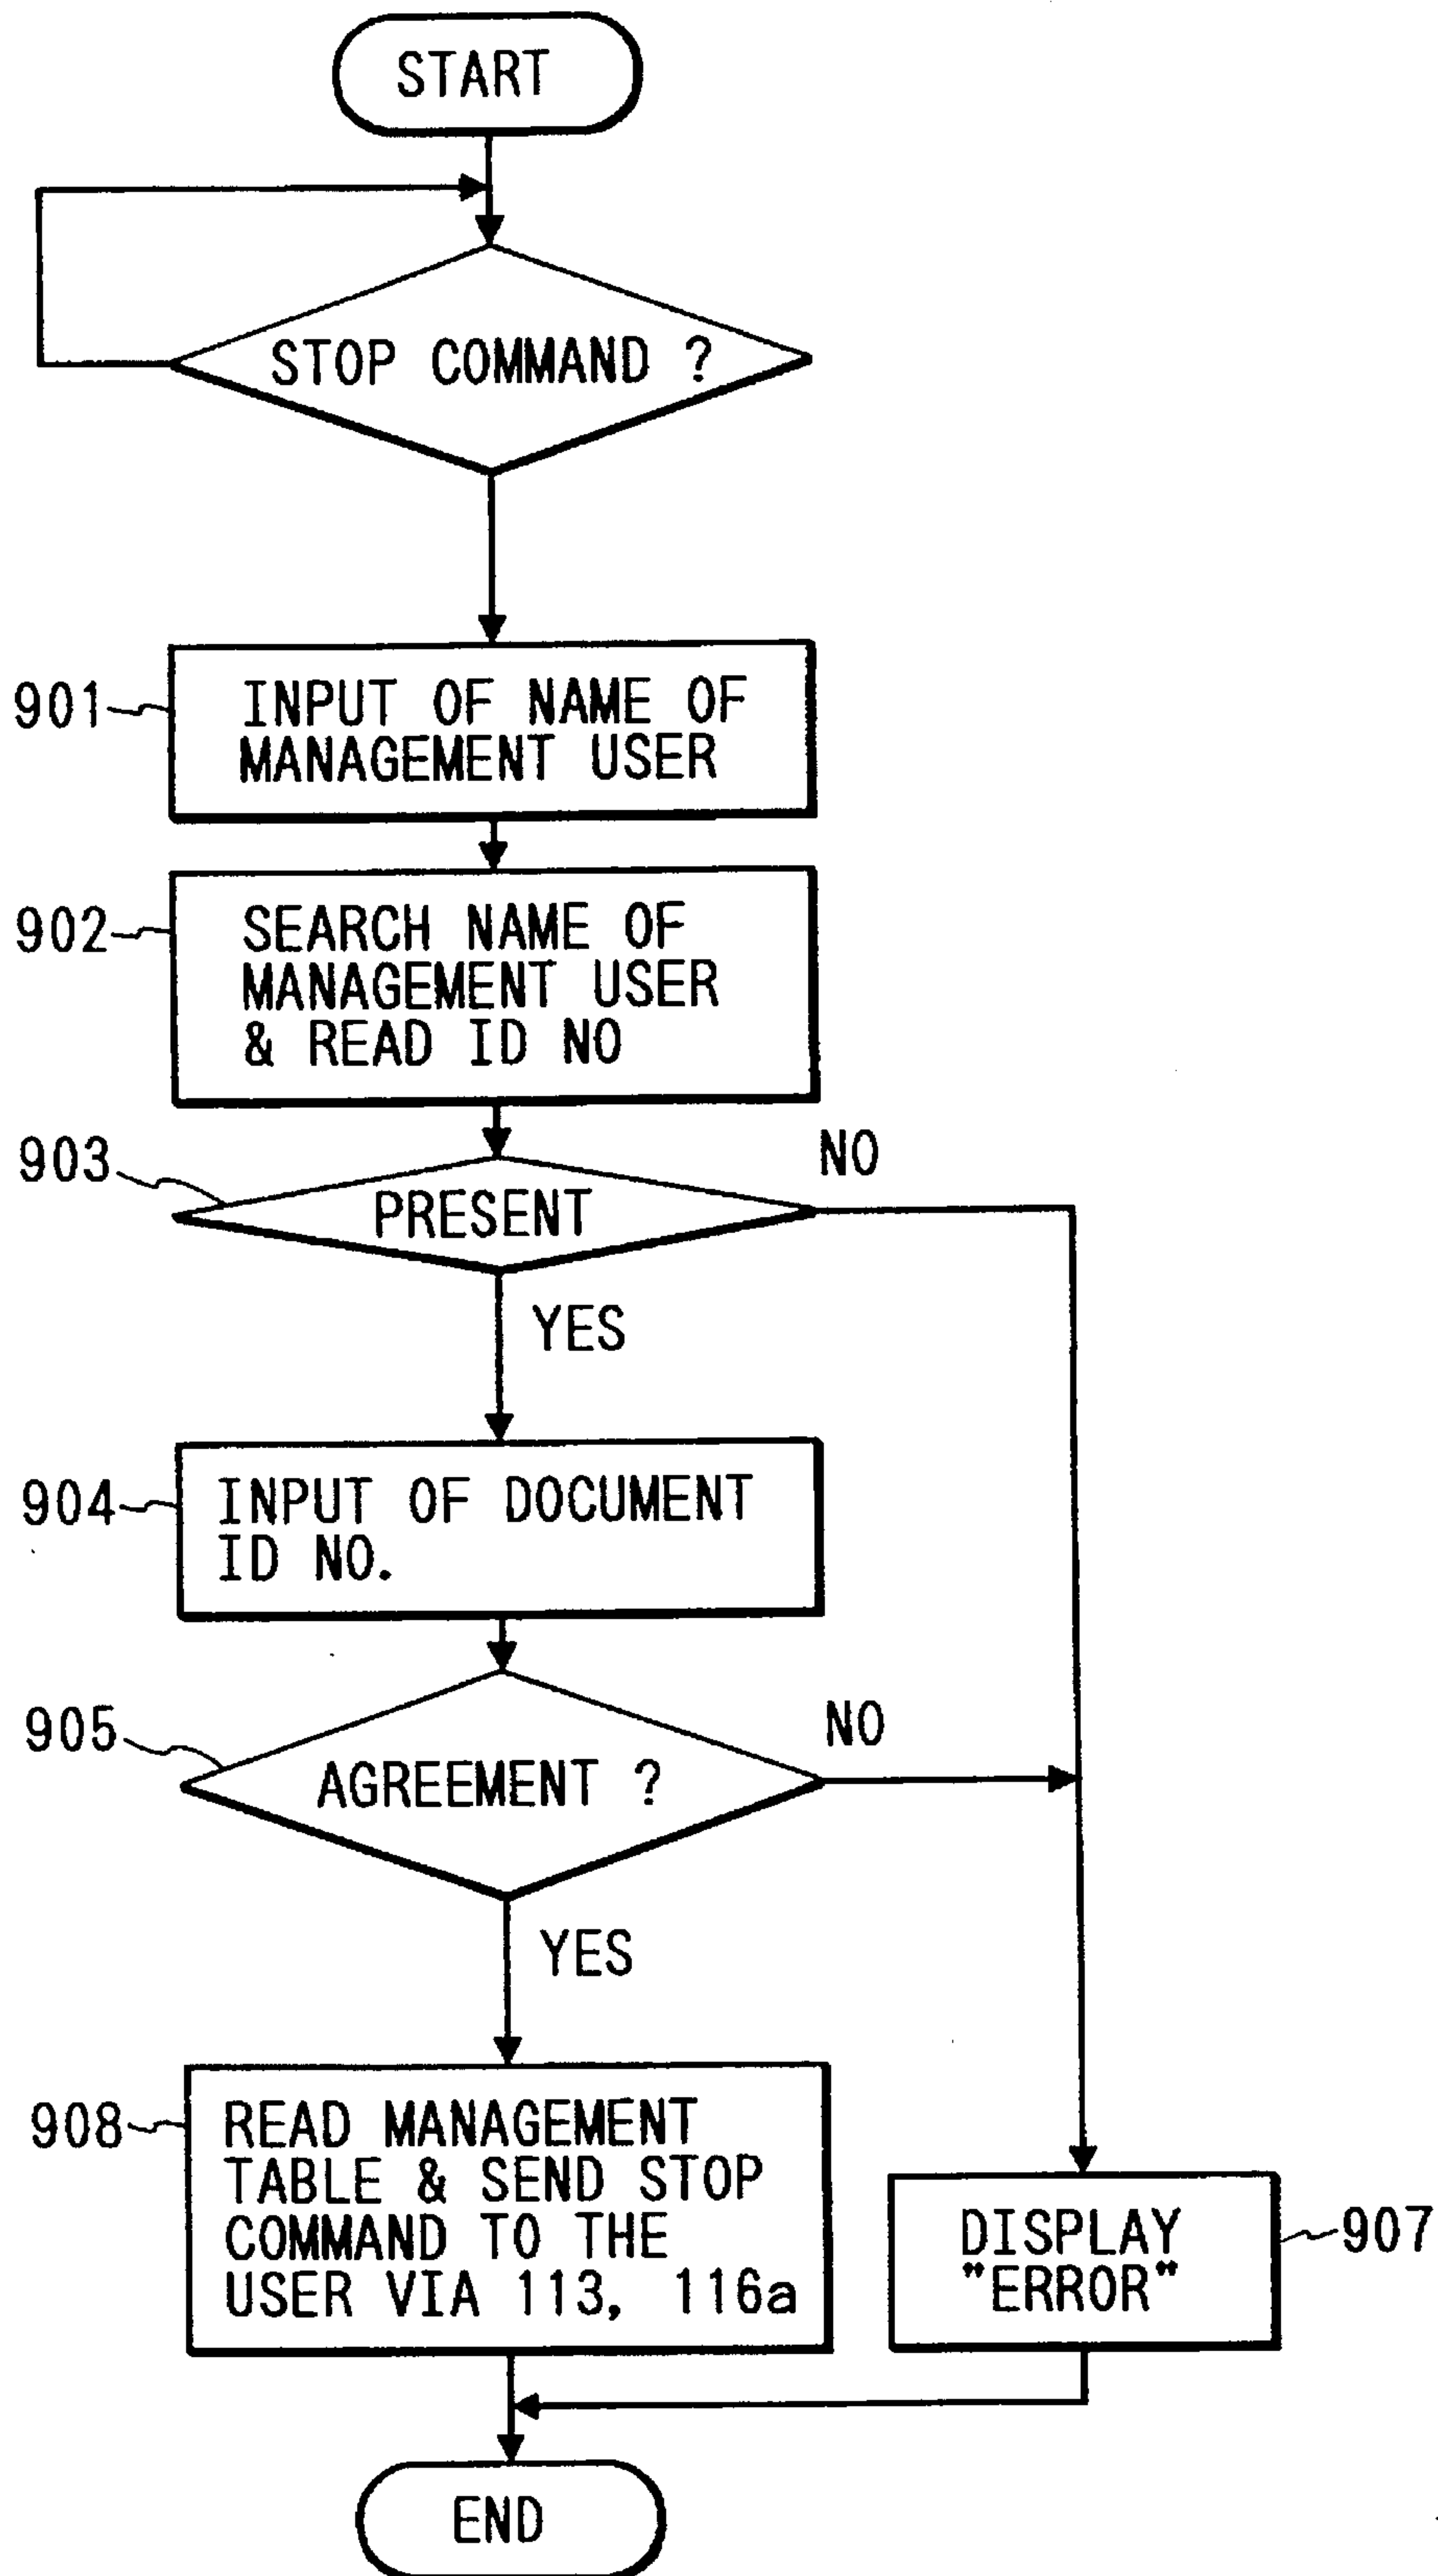 START
STOP COMMAND ?
901
INPUT OF NAME OF
MANAGEMENT USER
902
SEARCH NAME OF
MANAGEMENT USER
& READ ID NO
903
PRESENT
NO
YES
904
INPUT OF DOCUMENT
ID NO.
905
AGREEMENT ?
NO
YES
908
READ MANAGEMENT
TABLE & SEND STOP
COMMAND TO THE
USER VIA 113, 116a
DISPLAY
"ERROR"
907
END